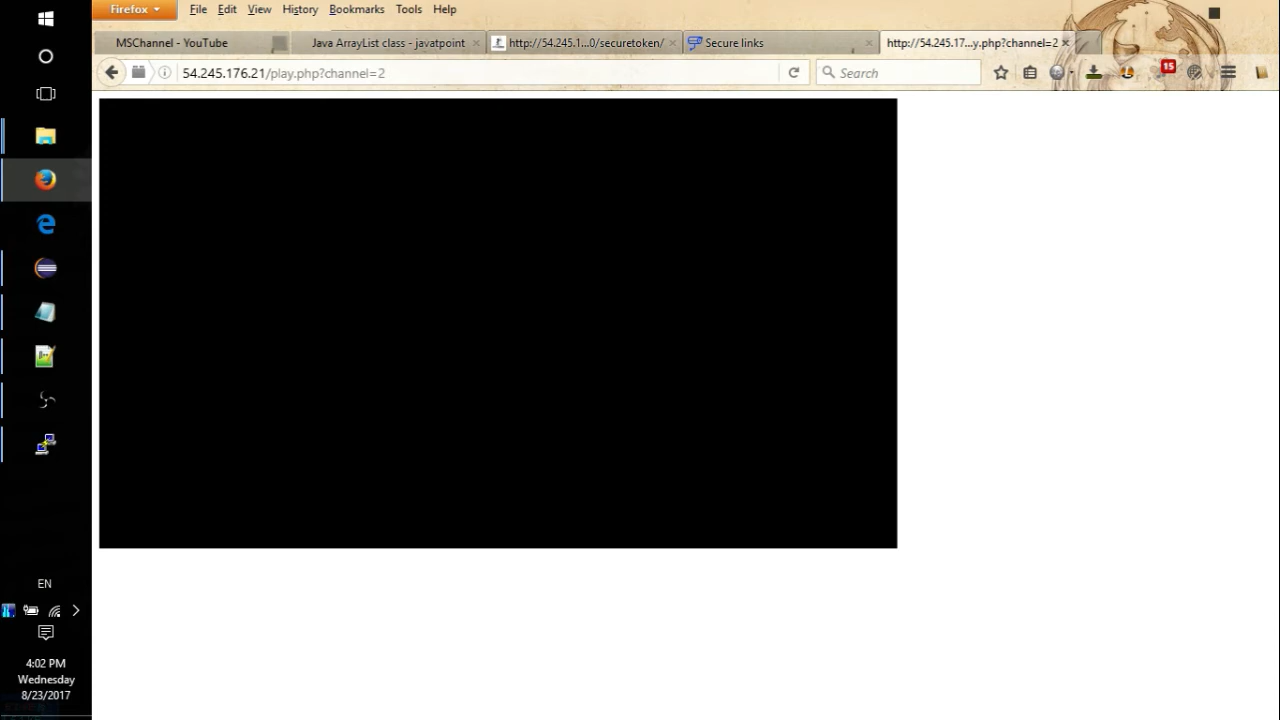 Firefox
File Edit View History Bookmarks Tools Help
MSChannel - YouTube
Java ArrayList class - javatpoint
http://54.245.1...0/securetoken/
Secure links
http://54.245.17...y.php?channel=2
54.245.176.21/play.php?channel=2
Search
15
EN
4:02 PM
Wednesday
8/23/2017